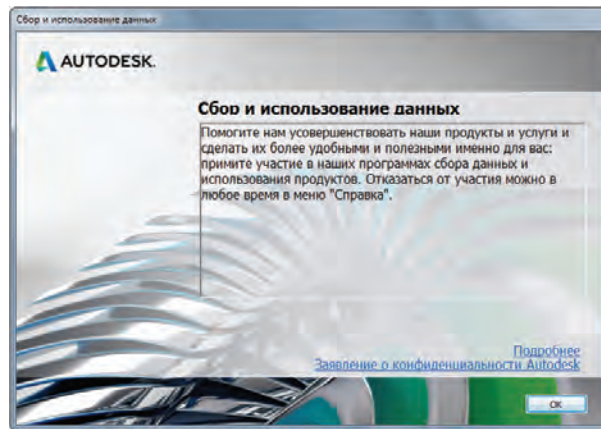 Сбор и использование данных
AUTODESK.
Сбор и использование данных
Помогите нам усовершенствовать наши продукты и услуги и
сделать их более удобными и полезными именно для вас:
примите участие в наших программах сбора данных и
использования продуктов. Отказаться от участия можно в
любое время в меню "Справка".
Подробнее
Заявление о конфиденциальности Autodesk
OK